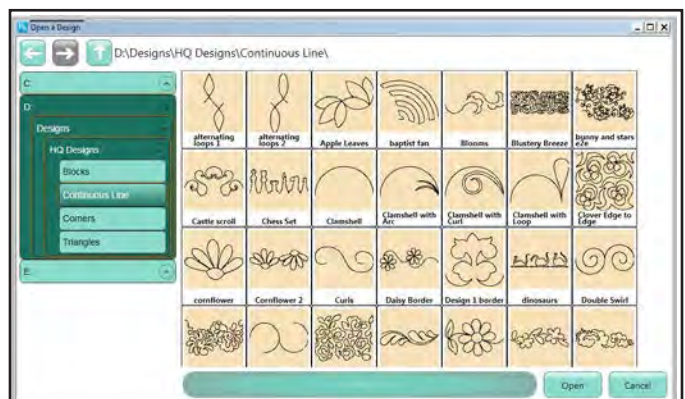 HQ Open a Design
D:\Designs\HQ Designs\Continuous Line\
C:
D:
Designs
HQ Designs
Blocks
Continuous Line
Corners
Triangles
E:
alternating loops 1
alternating loops 2
Apple Leaves
baptist fan
Blooms
Blustery Breeze
bunny and stars e2e
Castle scroll
Chess Set
Clamshell
Clamshell with Arc
Clamshell with Curl
Clamshell with Loop
Clover Edge to Edge
cornflower
Cornflower 2
Curls
Daisy Border
Design 1 border
dinosaurs
Double Swirl
Open
Cancel